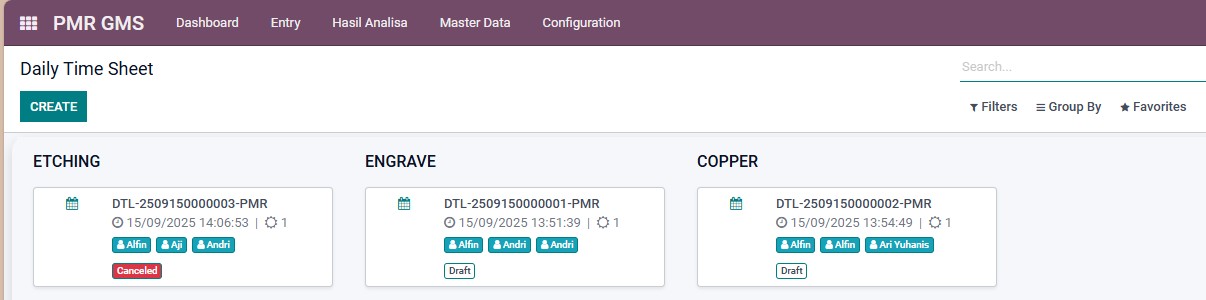 PMR GMS Dashboard Entry Hasil Analisa Master Data Configuration
Daily Time Sheet
Search...
CREATE
Filters Group By Favorites
ETCHING
DTL-2509150000003-PMR
15/09/2025 14:06:53 | 1
Alfin Aji Andri
Canceled
ENGRAVE
DTL-2509150000001-PMR
15/09/2025 13:51:39 | 1
Alfin Andri Andri
Draft
COPPER
DTL-2509150000002-PMR
15/09/2025 13:54:49 | 1
Alfin Alfin Ari Yuhanis
Draft